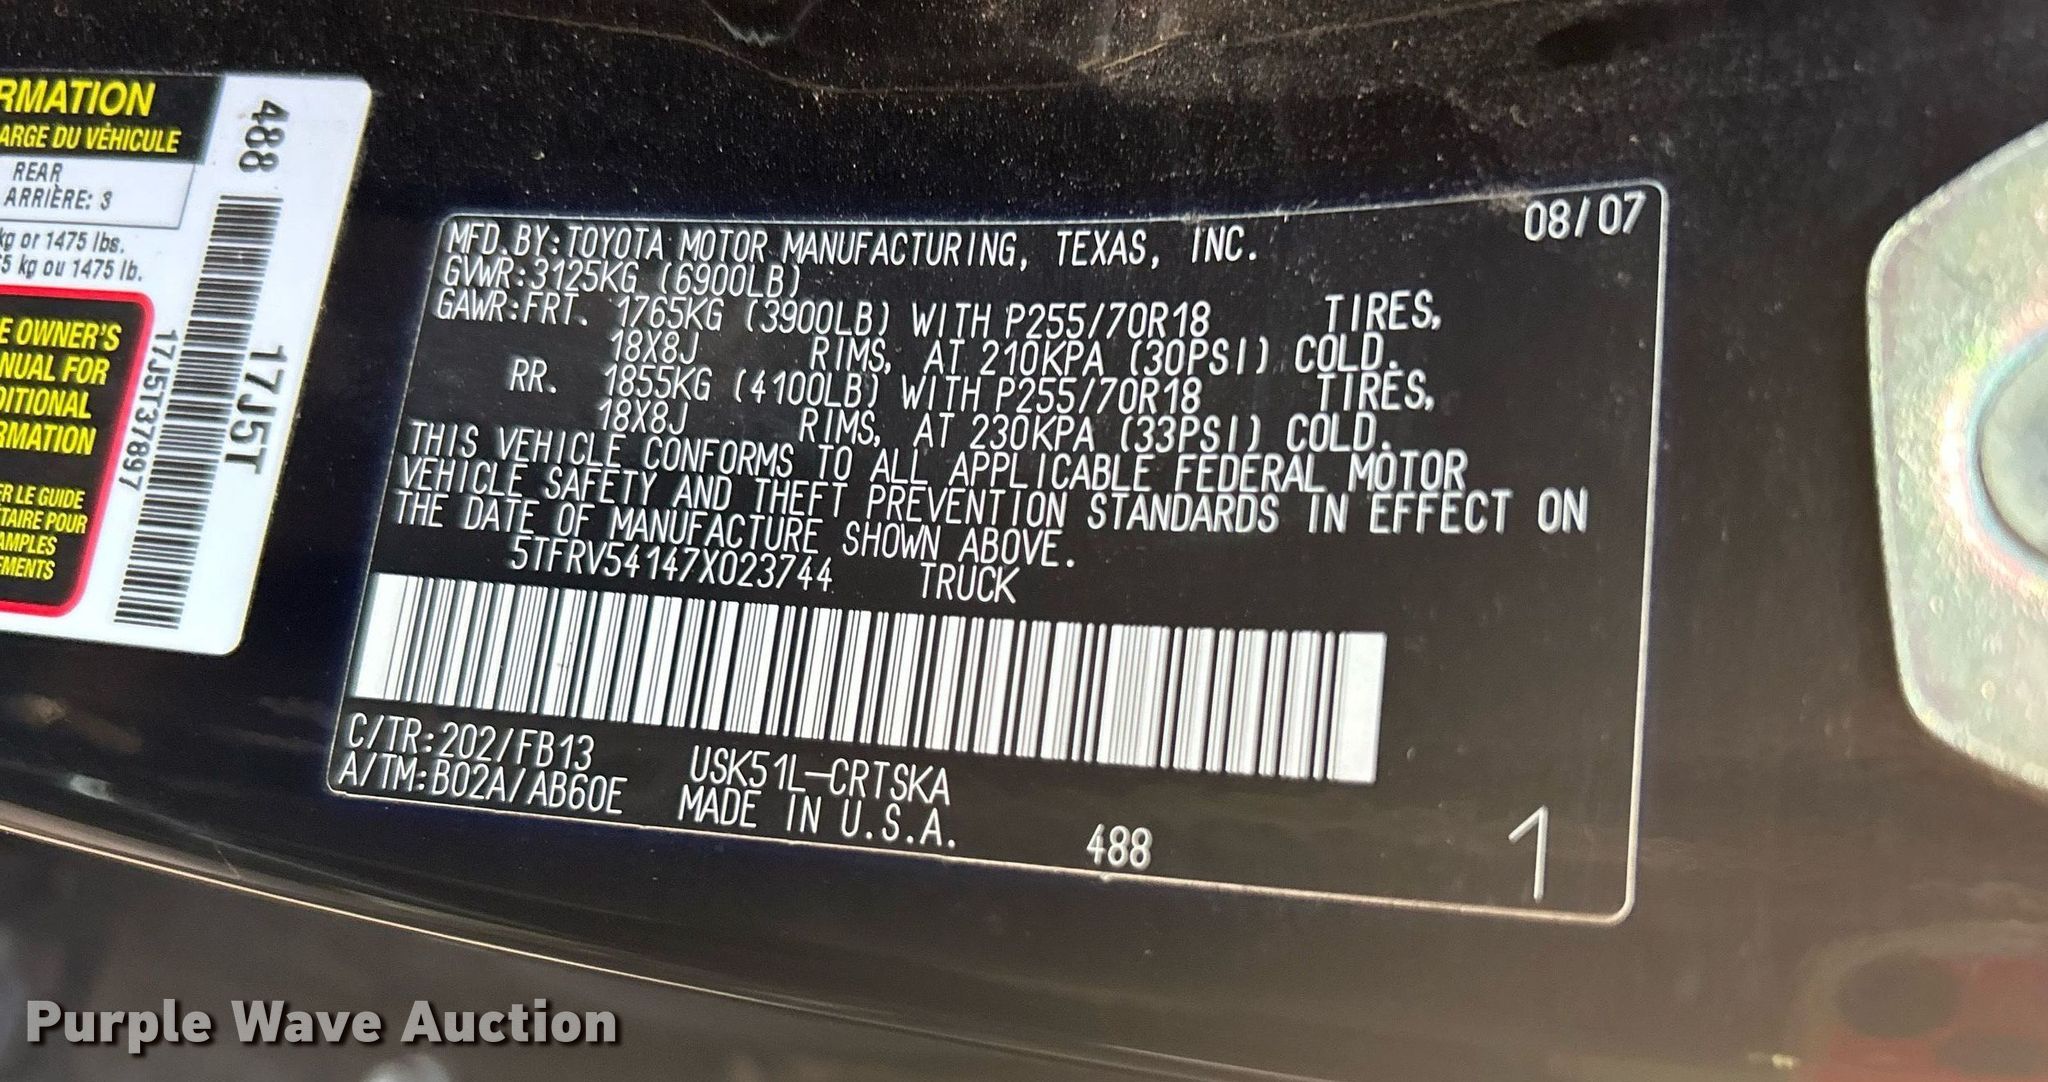 RMATION
ARGE DU VÉHICULE
REAR
ARRIÈRE: 3
kg or 1475 lbs.
5 kg ou 1475 lb.
E OWNER'S
NUAL FOR
DITIONAL
RMATION
ER LE GUIDE
TAIRE POUR
AMPLES
EMENTS
17J5T37897
488
17J5T
08/07
MFD. BY:TOYOTA MOTOR MANUFACTURING, TEXAS, INC.
GVWR:3125KG (6900LB)
GAWR:FRT. 1765KG (3900LB) WITH P255/70R18 TIRES,
18X8J RIMS, AT 210KPA (30PSI) COLD.
RR. 1855KG (4100LB) WITH P255/70R18 TIRES,
18X8J RIMS, AT 230KPA (33PSI) COLD.
THIS VEHICLE CONFORMS TO ALL APPLICABLE FEDERAL MOTOR
VEHICLE SAFETY AND THEFT PREVENTION STANDARDS IN EFFECT ON
THE DATE OF MANUFACTURE SHOWN ABOVE.
5TFRV54147X023744 TRUCK
C/TR:202/FB13 USK51L-CRTSKA
A/TM:B02A/AB60E MADE IN U.S.A.
488
1
Purple Wave Auction